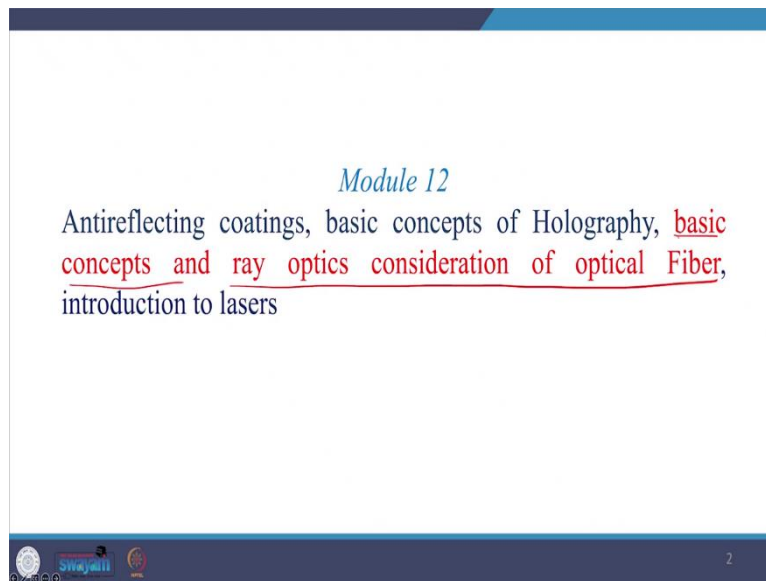 Module 12
Antireflecting coatings, basic concepts of Holography, basic
concepts and ray optics consideration of optical Fiber,
introduction to lasers
swayam
2